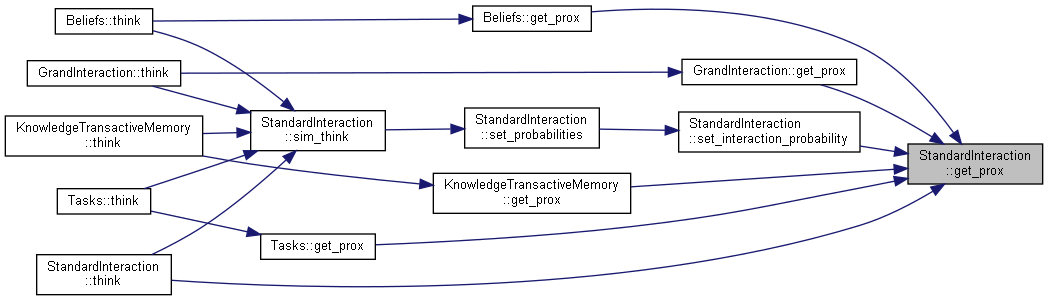 Beliefs::think
Beliefs::get_prox
GrandInteraction::think
GrandInteraction::get_prox
KnowledgeTransactiveMemory
::think
StandardInteraction
::sim_think
StandardInteraction
::set_probabilities
StandardInteraction
::set_interaction_probability
StandardInteraction
::get_prox
KnowledgeTransactiveMemory
::get_prox
Tasks::think
Tasks::get_prox
StandardInteraction
::think